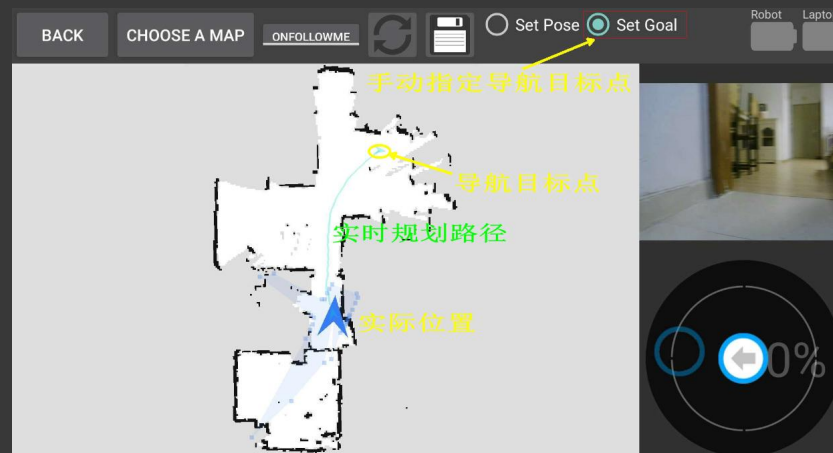 BACK
CHOOSE A MAP
ONFOLLOWME
Set Pose
Set Goal
Robot
Lapto
手动指定导航目标点
导航目标点
实时规划路径
实际位置
0%